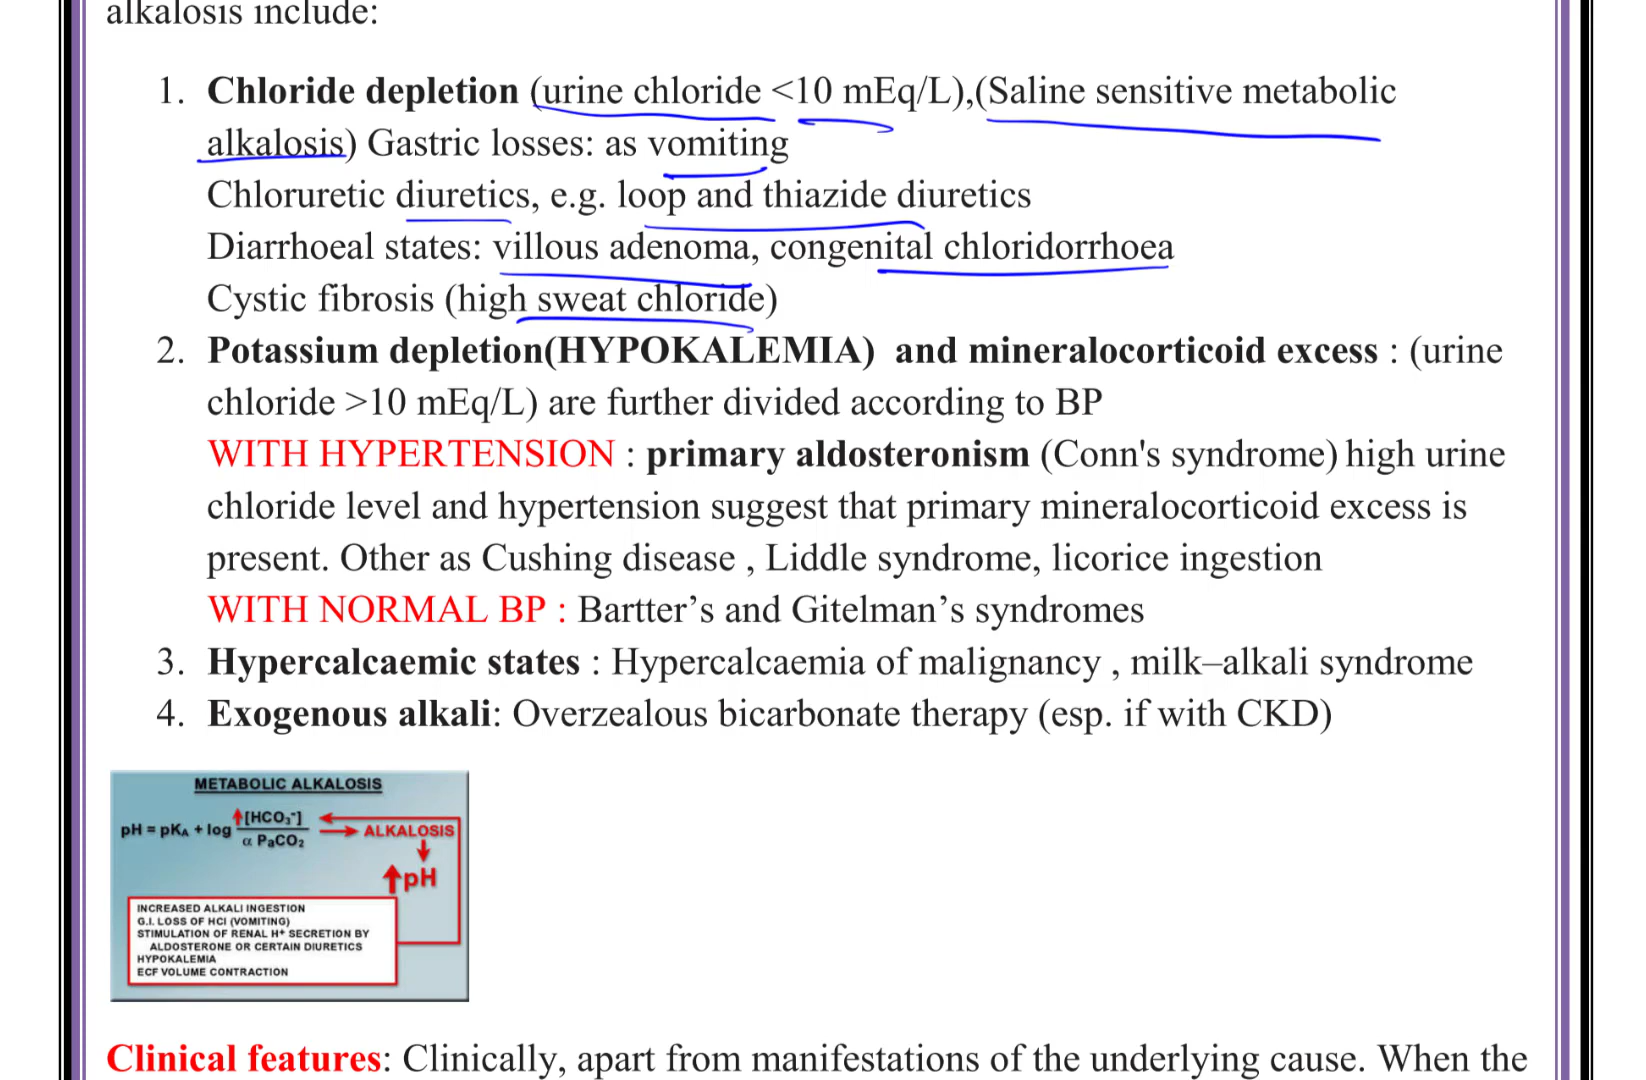 alkalosis include:
1. Chloride depletion (urine chloride <10 mEq/L),(Saline sensitive metabolic
alkalosis) Gastric losses: as vomiting
Chloruretic diuretics, e.g. loop and thiazide diuretics
Diarrhoeal states: villous adenoma, congenital chloridorrhoea
Cystic fibrosis (high sweat chloride)
2. Potassium depletion(HYPOKALEMIA) and mineralocorticoid excess : (urine
chloride >10 mEq/L) are further divided according to BP
WITH HYPERTENSION : primary aldosteronism (Conn's syndrome) high urine
chloride level and hypertension suggest that primary mineralocorticoid excess is
present. Other as Cushing disease , Liddle syndrome, licorice ingestion
WITH NORMAL BP : Bartter’s and Gitelman’s syndromes
3. Hypercalcaemic states : Hypercalcaemia of malignancy , milk–alkali syndrome
4. Exogenous alkali: Overzealous bicarbonate therapy (esp. if with CKD)
METABOLIC ALKALOSIS
pH = pKA + log ↑[HCO3-] / α PaCO2
ALKALOSIS
↑pH
INCREASED ALKALI INGESTION
G.I. LOSS OF HCl (VOMITING)
STIMULATION OF RENAL H+ SECRETION BY
ALDOSTERONE OR CERTAIN DIURETICS
HYPOKALEMIA
ECF VOLUME CONTRACTION
Clinical features: Clinically, apart from manifestations of the underlying cause. When the